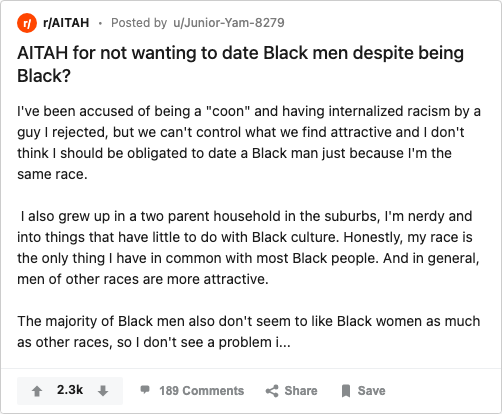 r/ r/AITAH · Posted by u/Junior-Yam-8279
AITAH for not wanting to date Black men despite being
Black?
I've been accused of being a "coon" and having internalized racism by a
guy I rejected, but we can't control what we find attractive and I don't
think I should be obligated to date a Black man just because I'm the
same race.
I also grew up in a two parent household in the suburbs, I'm nerdy and
into things that have little to do with Black culture. Honestly, my race is
the only thing I have in common with most Black people. And in general,
men of other races are more attractive.
The majority of Black men also don't seem to like Black women as much
as other races, so I don't see a problem i...
2.3k 189 Comments Share Save